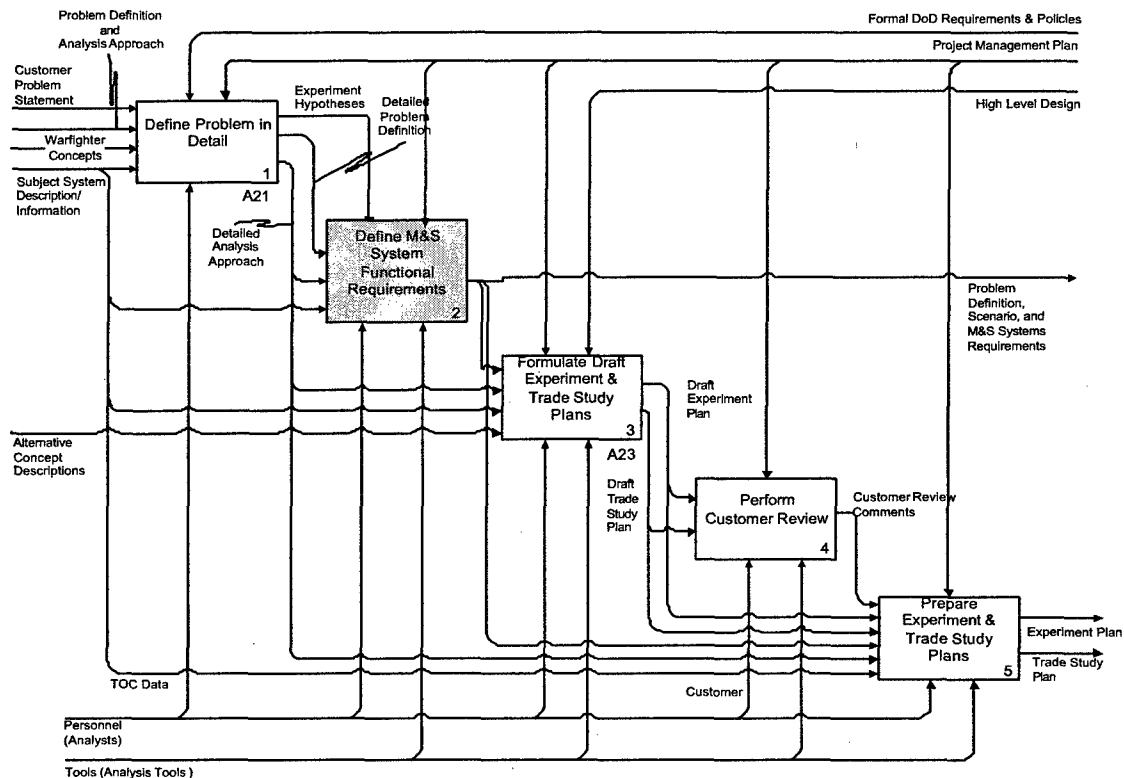 Problem Definition
and
Analysis Approach
Formal DoD Requirements & Policies
Project Management Plan
Customer
Problem
Statement
Experiment
Hypotheses
Detailed
Problem
Definition
High Level Design
Define Problem in
Detail
1
A21
Warfighter
Concepts
Subject System
Description/
Information
Detailed
Analysis
Approach
Define M&S
System
Functional
Requirements
2
Problem
Definition,
Scenario, and
M&S Systems
Requirements
Formulate Draft
Experiment &
Trade Study
Plans
3
A23
Draft
Experiment
Plan
Alternative
Concept
Descriptions
Draft
Trade
Study
Plan
Perform
Customer Review
4
Customer Review
Comments
Prepare
Experiment &
Trade Study
Plans
5
Experiment Plan
Trade Study
Plan
TOC Data
Customer
Personnel
(Analysts)
Tools (Analysis Tools )